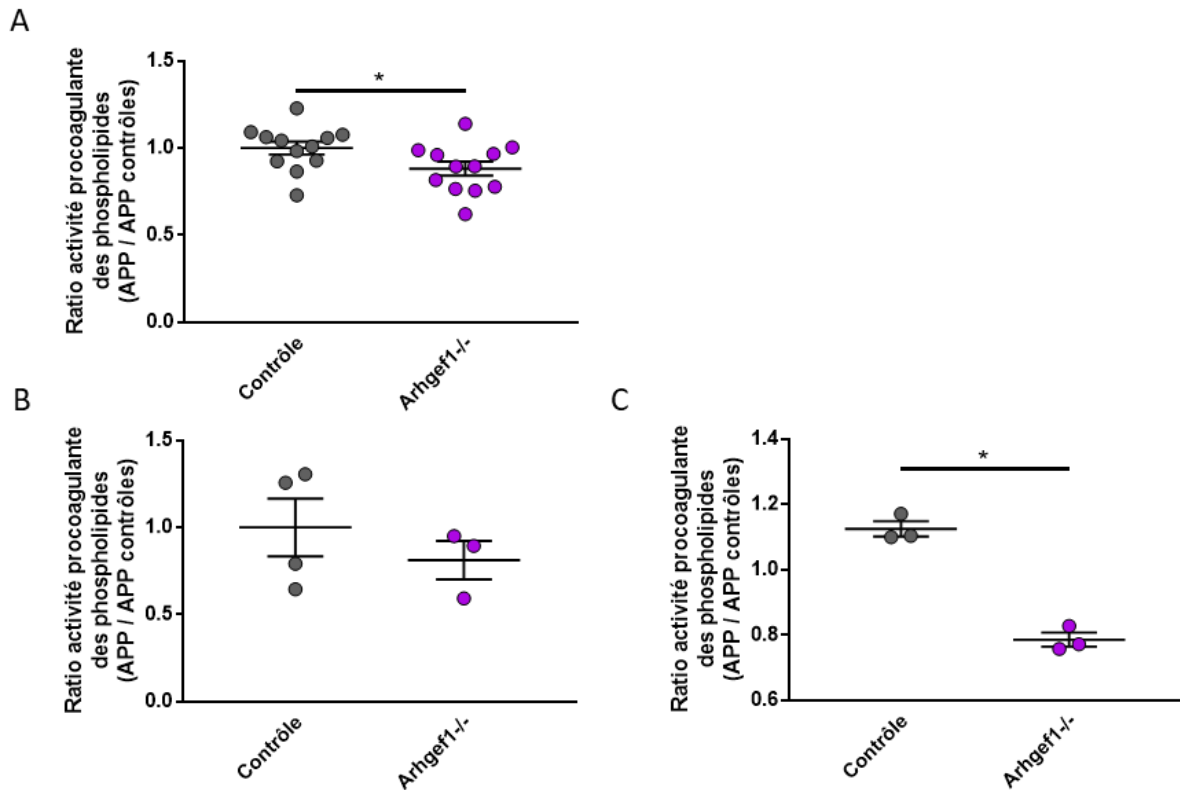 A
Ratio activité procoagulante
des phospholipides
(APP / APP contrôles)
1.5
1.0
0.5
0.0
*
Contrôle
Arhgef1-/-
B
Ratio activité procoagulante
des phospholipides
(APP / APP contrôles)
1.5
1.0
0.5
0.0
Contrôle
Arhgef1-/-
C
Ratio activité procoagulante
des phospholipides
(APP / APP contrôles)
1.4
1.2
1.0
0.8
0.6
*
Contrôle
Arhgef1-/-